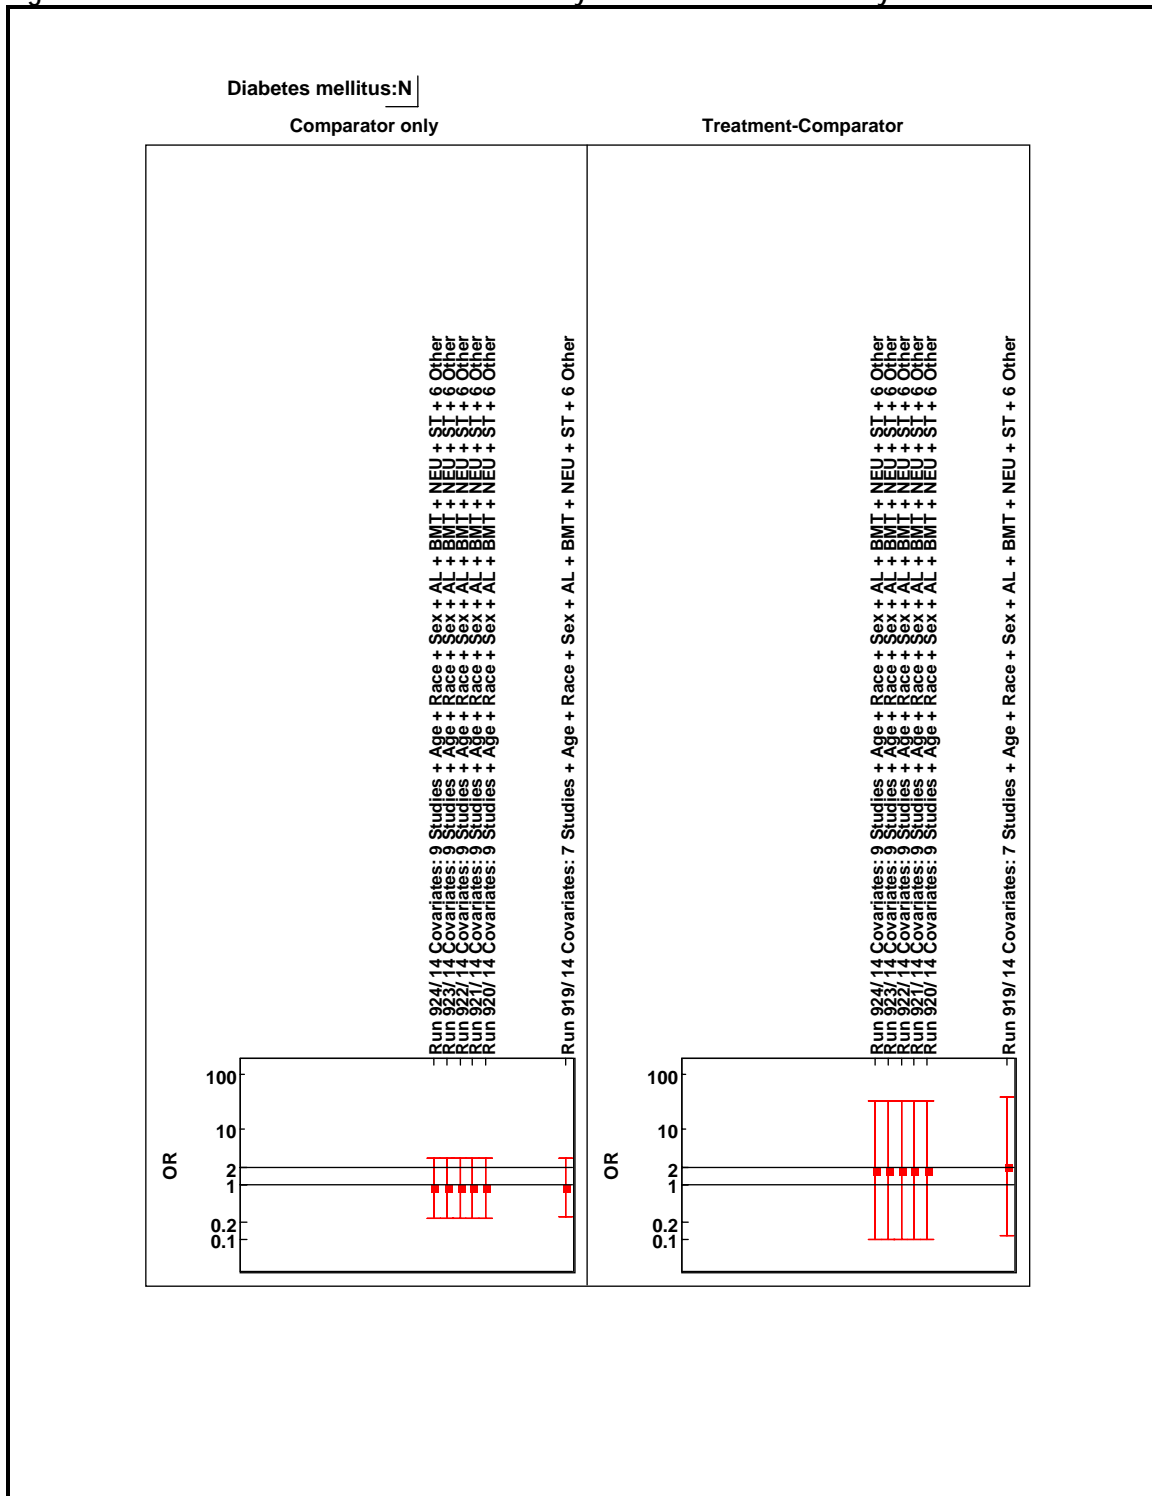 Diabetes mellitus:N
Comparator only
Treatment-Comparator
Run 924/ 14 Covariates: 9 Studies + Age + Race + Sex + AL + BMT + NEU + ST + 6 Other
Run 923/ 14 Covariates: 9 Studies + Age + Race + Sex + AL + BMT + NEU + ST + 6 Other
Run 922/ 14 Covariates: 9 Studies + Age + Race + Sex + AL + BMT + NEU + ST + 6 Other
Run 921/ 14 Covariates: 9 Studies + Age + Race + Sex + AL + BMT + NEU + ST + 6 Other
Run 920/ 14 Covariates: 9 Studies + Age + Race + Sex + AL + BMT + NEU + ST + 6 Other
Run 919/ 14 Covariates: 7 Studies + Age + Race + Sex + AL + BMT + NEU + ST + 6 Other
OR
100
10
2
1
0.2
0.1
Run 924/ 14 Covariates: 9 Studies + Age + Race + Sex + AL + BMT + NEU + ST + 6 Other
Run 923/ 14 Covariates: 9 Studies + Age + Race + Sex + AL + BMT + NEU + ST + 6 Other
Run 922/ 14 Covariates: 9 Studies + Age + Race + Sex + AL + BMT + NEU + ST + 6 Other
Run 921/ 14 Covariates: 9 Studies + Age + Race + Sex + AL + BMT + NEU + ST + 6 Other
Run 920/ 14 Covariates: 9 Studies + Age + Race + Sex + AL + BMT + NEU + ST + 6 Other
Run 919/ 14 Covariates: 7 Studies + Age + Race + Sex + AL + BMT + NEU + ST + 6 Other
OR
100
10
2
1
0.2
0.1